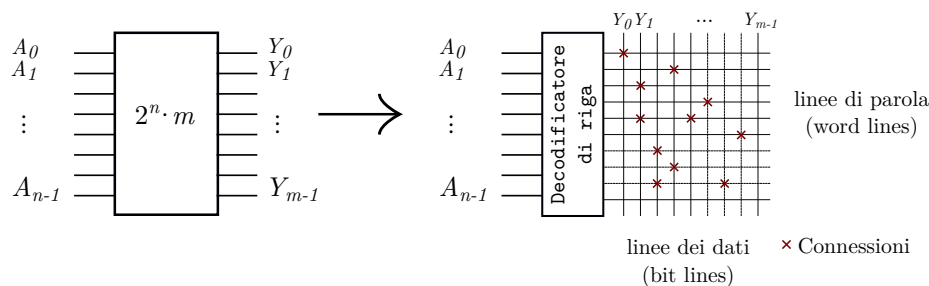 A0
A1
⋮
An-1
2^n · m
Y0
Y1
⋮
Ym-1
A0
A1
⋮
An-1
Decodificatore
di riga
Y0 Y1 ... Ym-1
linee di parola
(word lines)
linee dei dati
(bit lines)
× Connessioni